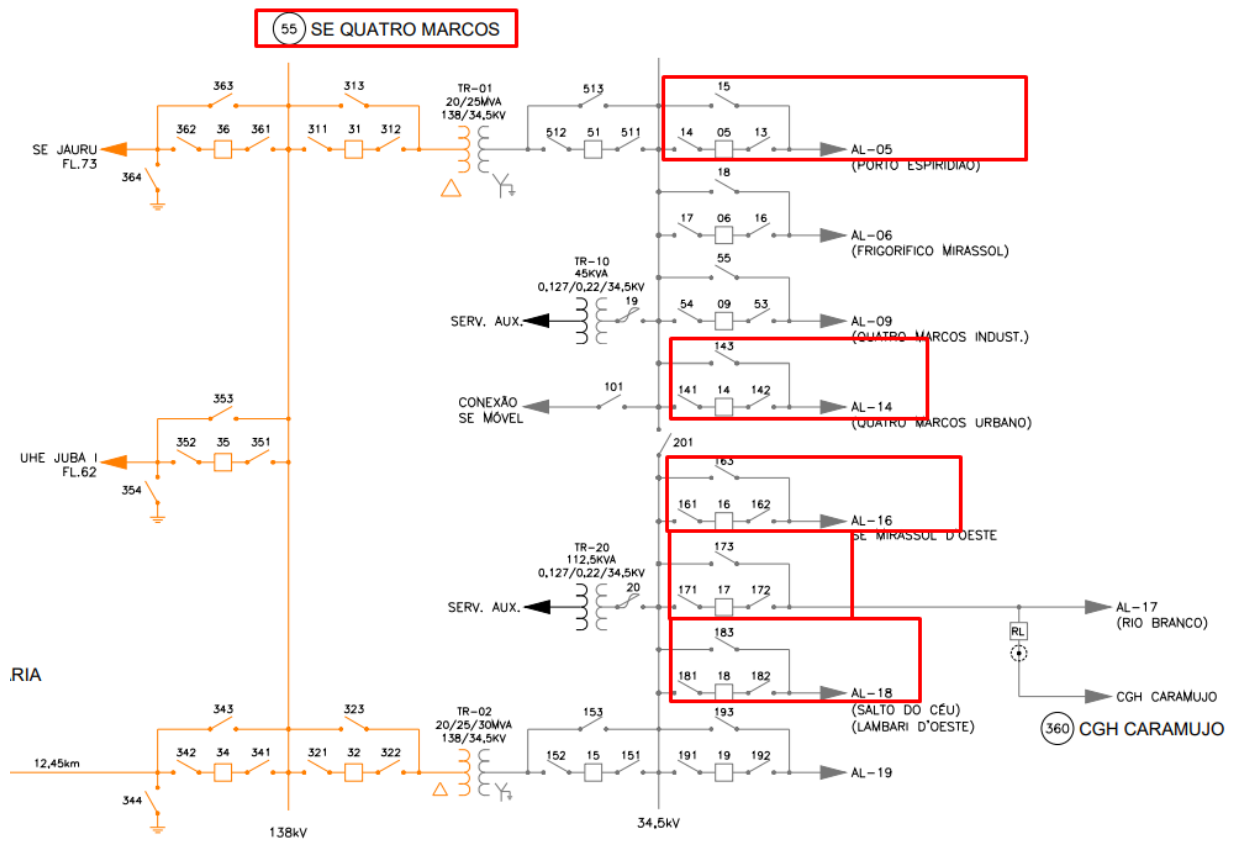 55 SE QUATRO MARCOS
363
313
TR-01
20/25MVA
138/34,5KV
513
15
362 36 361 311 31 312
512 51 511 14 05 13
SE JAURU
FL.73
AL-05
(PORTO ESPIRIDIÃO)
364
18
17 06 16
AL-06
(FRIGORÍFICO MIRASSOL)
TR-10
45KVA
0,127/0,22/34,5KV
55
19
54 09 53
SERV. AUX.
AL-09
(QUATRO MARCOS INDUST.)
143
101
141 14 142
CONEXÃO
SE MÓVEL
AL-14
(QUATRO MARCOS URBANO)
353
352 35 351
201
UHE JUBA I
FL.62
163
354
161 16 162
AL-16
SE MIRASSOL D'OESTE
TR-20
112,5KVA
0,127/0,22/34,5KV
173
20
171 17 172
SERV. AUX.
AL-17
(RIO BRANCO)
RL
183
.RIA
181 18 182
AL-18
(SALTO DO CÉU)
(LAMBARI D'OESTE)
CGH CARAMUJO
360 CGH CARAMUJO
343
323
TR-02
20/25/30MVA
138/34,5KV
153
193
12,45km
342 34 341 321 32 322
152 15 151 191 19 192
AL-19
344
138kV
34,5kV